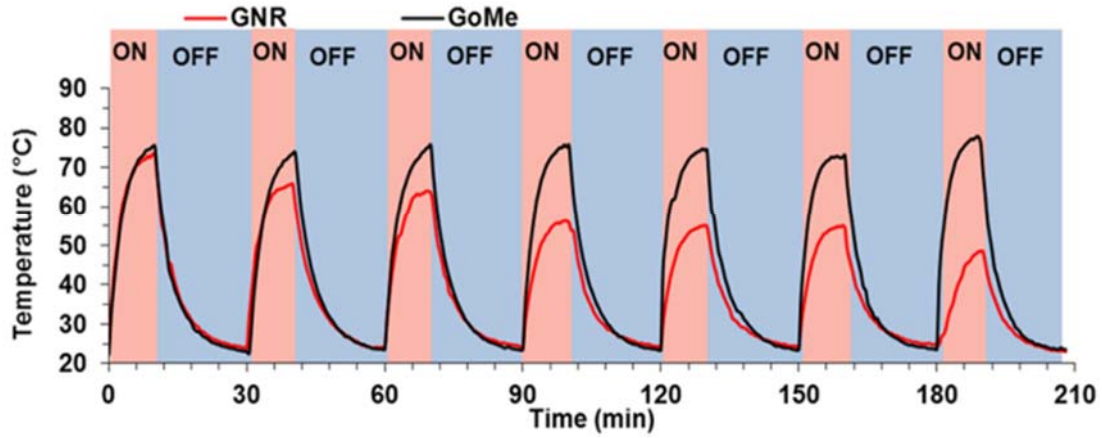 GNR GoMe
ON OFF ON OFF ON OFF ON OFF ON OFF ON OFF ON OFF
90
80
70
60
50
40
30
20
Temperature (°C)
0 30 60 90 120 150 180 210
Time (min)